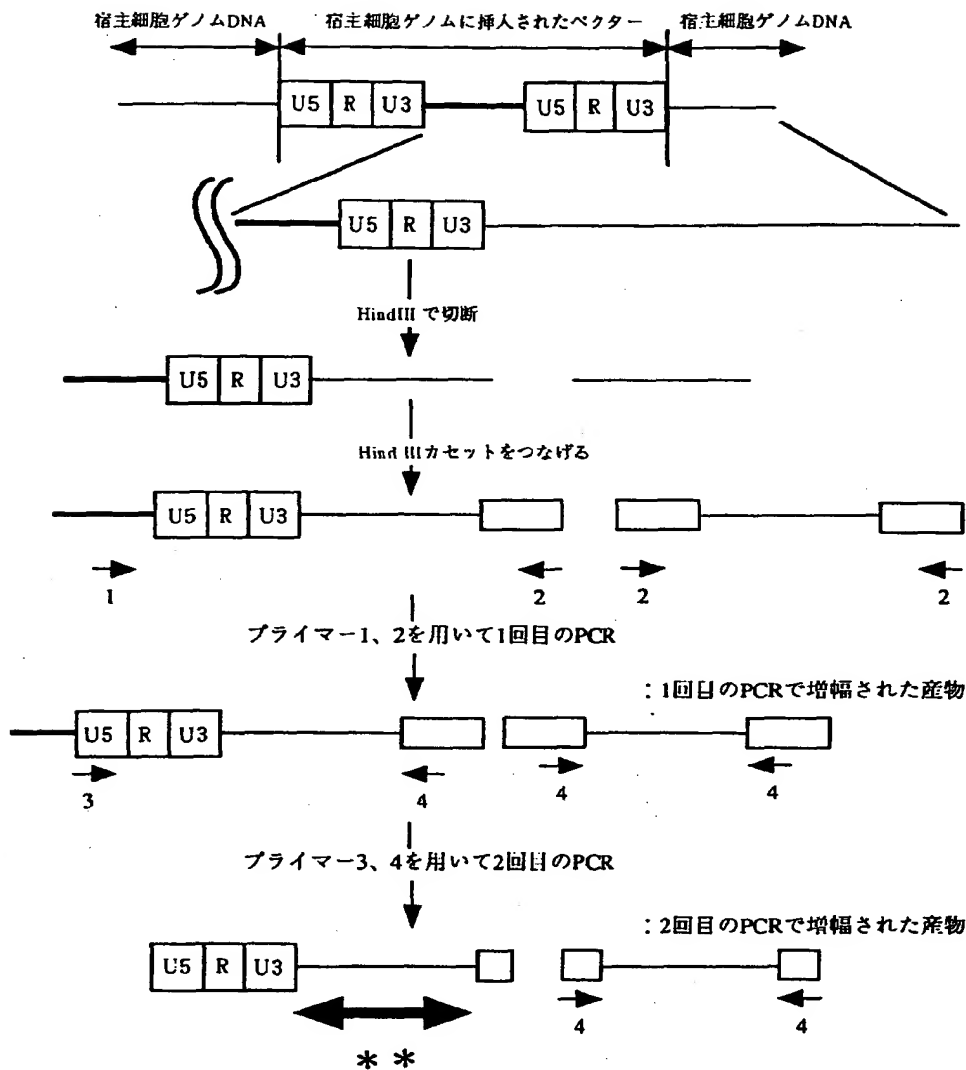 宿主細胞ゲノムDNA 宿主細胞ゲノムに挿入されたベクター 宿主細胞ゲノムDNA
U5 R U3 U5 R U3
U5 R U3
HindIII で切断
U5 R U3
Hind IIIカセットをつなげる
U5 R U3
1 2 2 2
プライマー1、2を用いて1回目のPCR
：1回目のPCRで増幅された産物
U5 R U3
3 4 4 4
プライマー3、4を用いて2回目のPCR
：2回目のPCRで増幅された産物
U5 R U3
4 4
＊＊